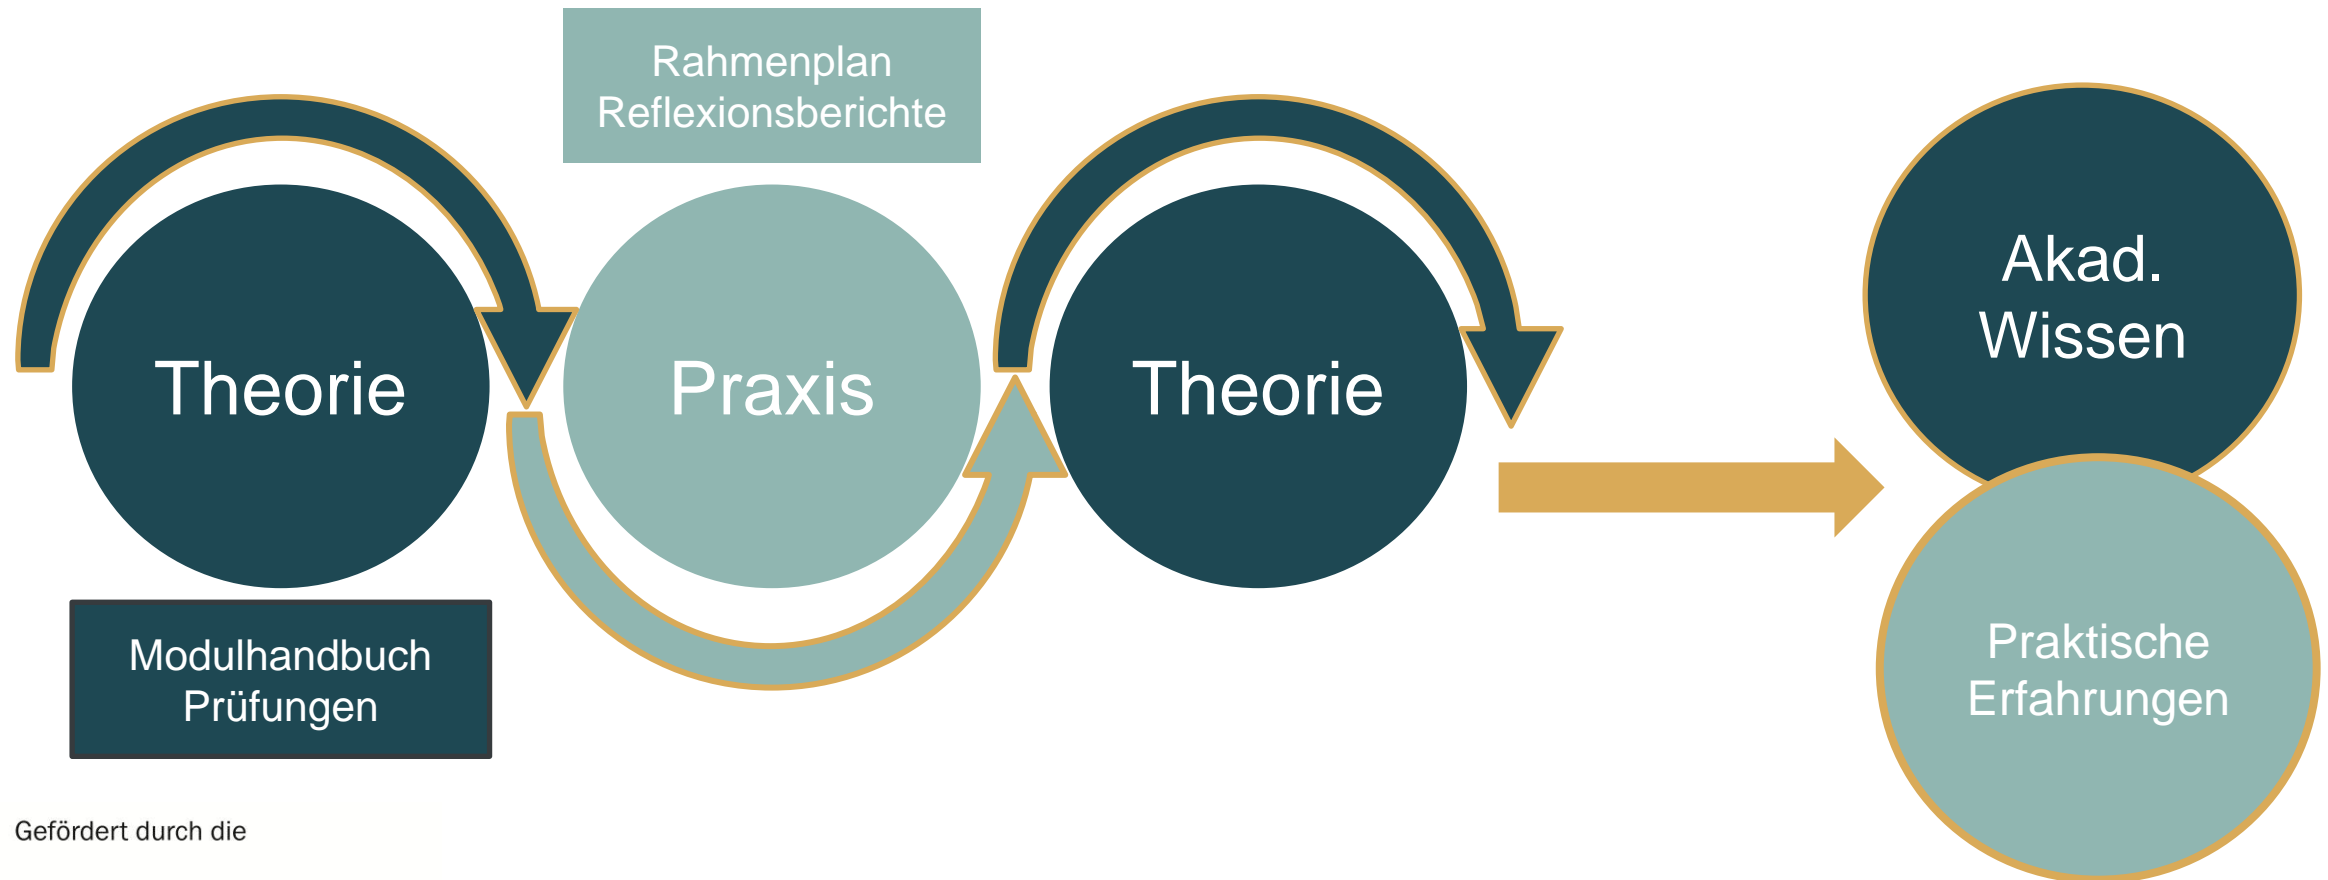 Rahmenplan
Reflexionsberichte
Theorie
Praxis
Theorie
Modulhandbuch
Prüfungen
Akad.
Wissen
Praktische
Erfahrungen
Gefördert durch die